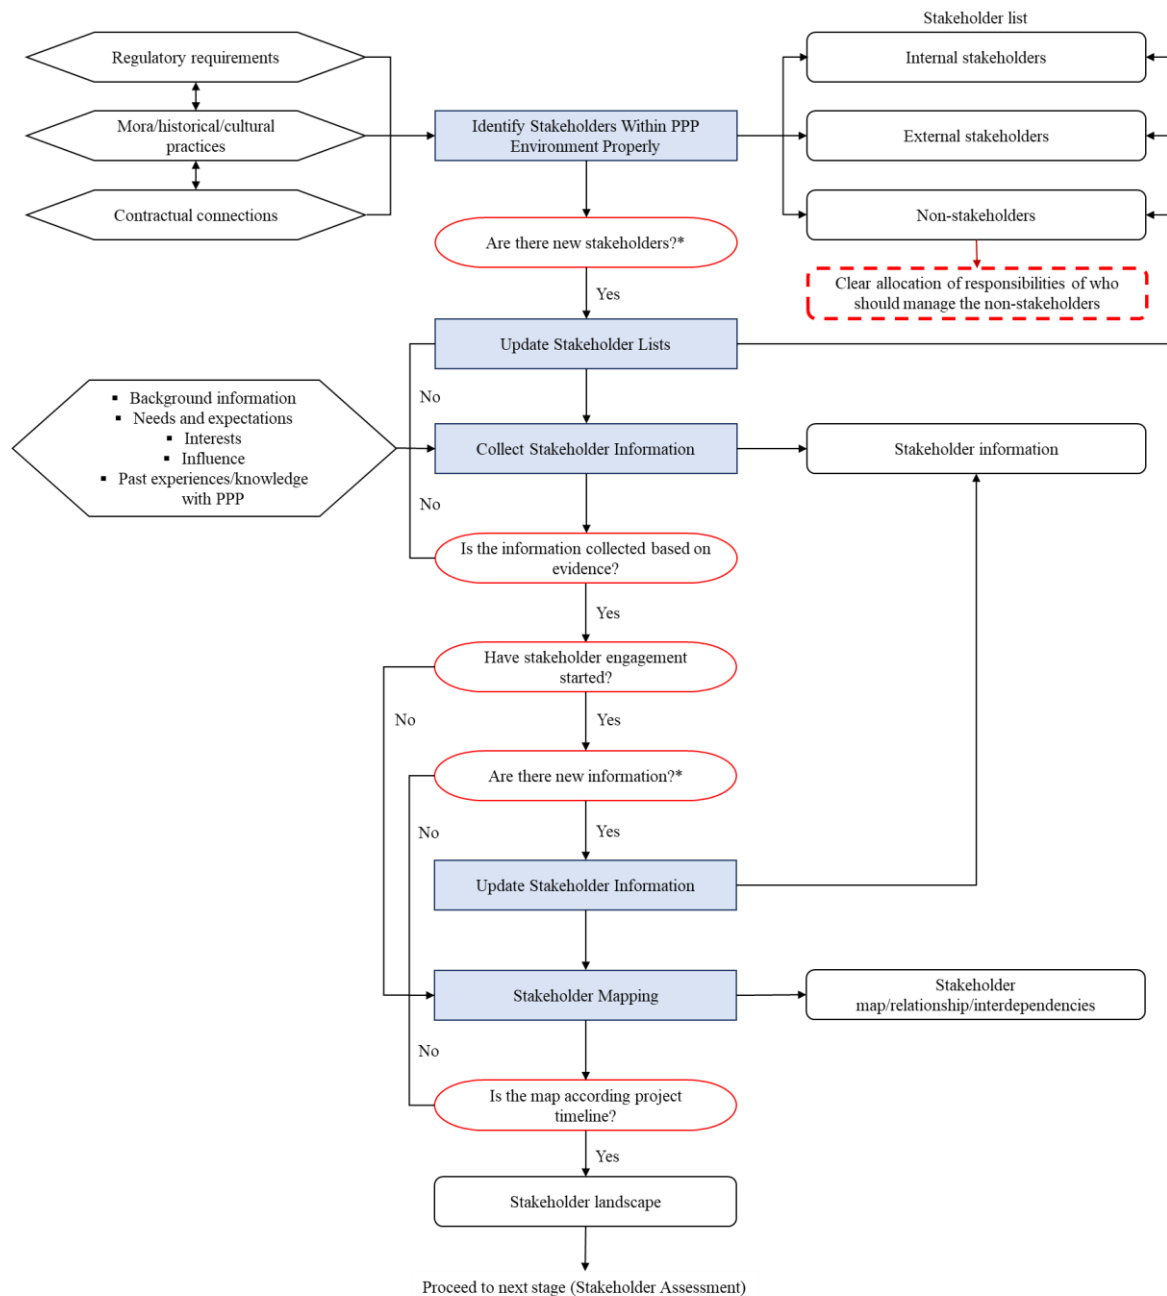 Stakeholder list
Regulatory requirements
Internal stakeholders
Mora/historical/cultural
practices
Identify Stakeholders Within PPP
Environment Properly
External stakeholders
Contractual connections
Non-stakeholders
Are there new stakeholders?*
Clear allocation of responsibilities of who
should manage the non-stakeholders
Yes
Update Stakeholder Lists
No
▪ Background information
▪ Needs and expectations
▪ Interests
▪ Influence
▪ Past experiences/knowledge
with PPP
Collect Stakeholder Information
Stakeholder information
No
Is the information collected based on
evidence?
Yes
Have stakeholder engagement
started?
No
Yes
Are there new information?*
No
Yes
Update Stakeholder Information
Stakeholder Mapping
Stakeholder
map/relationship/interdependencies
No
Is the map according project
timeline?
Yes
Stakeholder landscape
Proceed to next stage (Stakeholder Assessment)